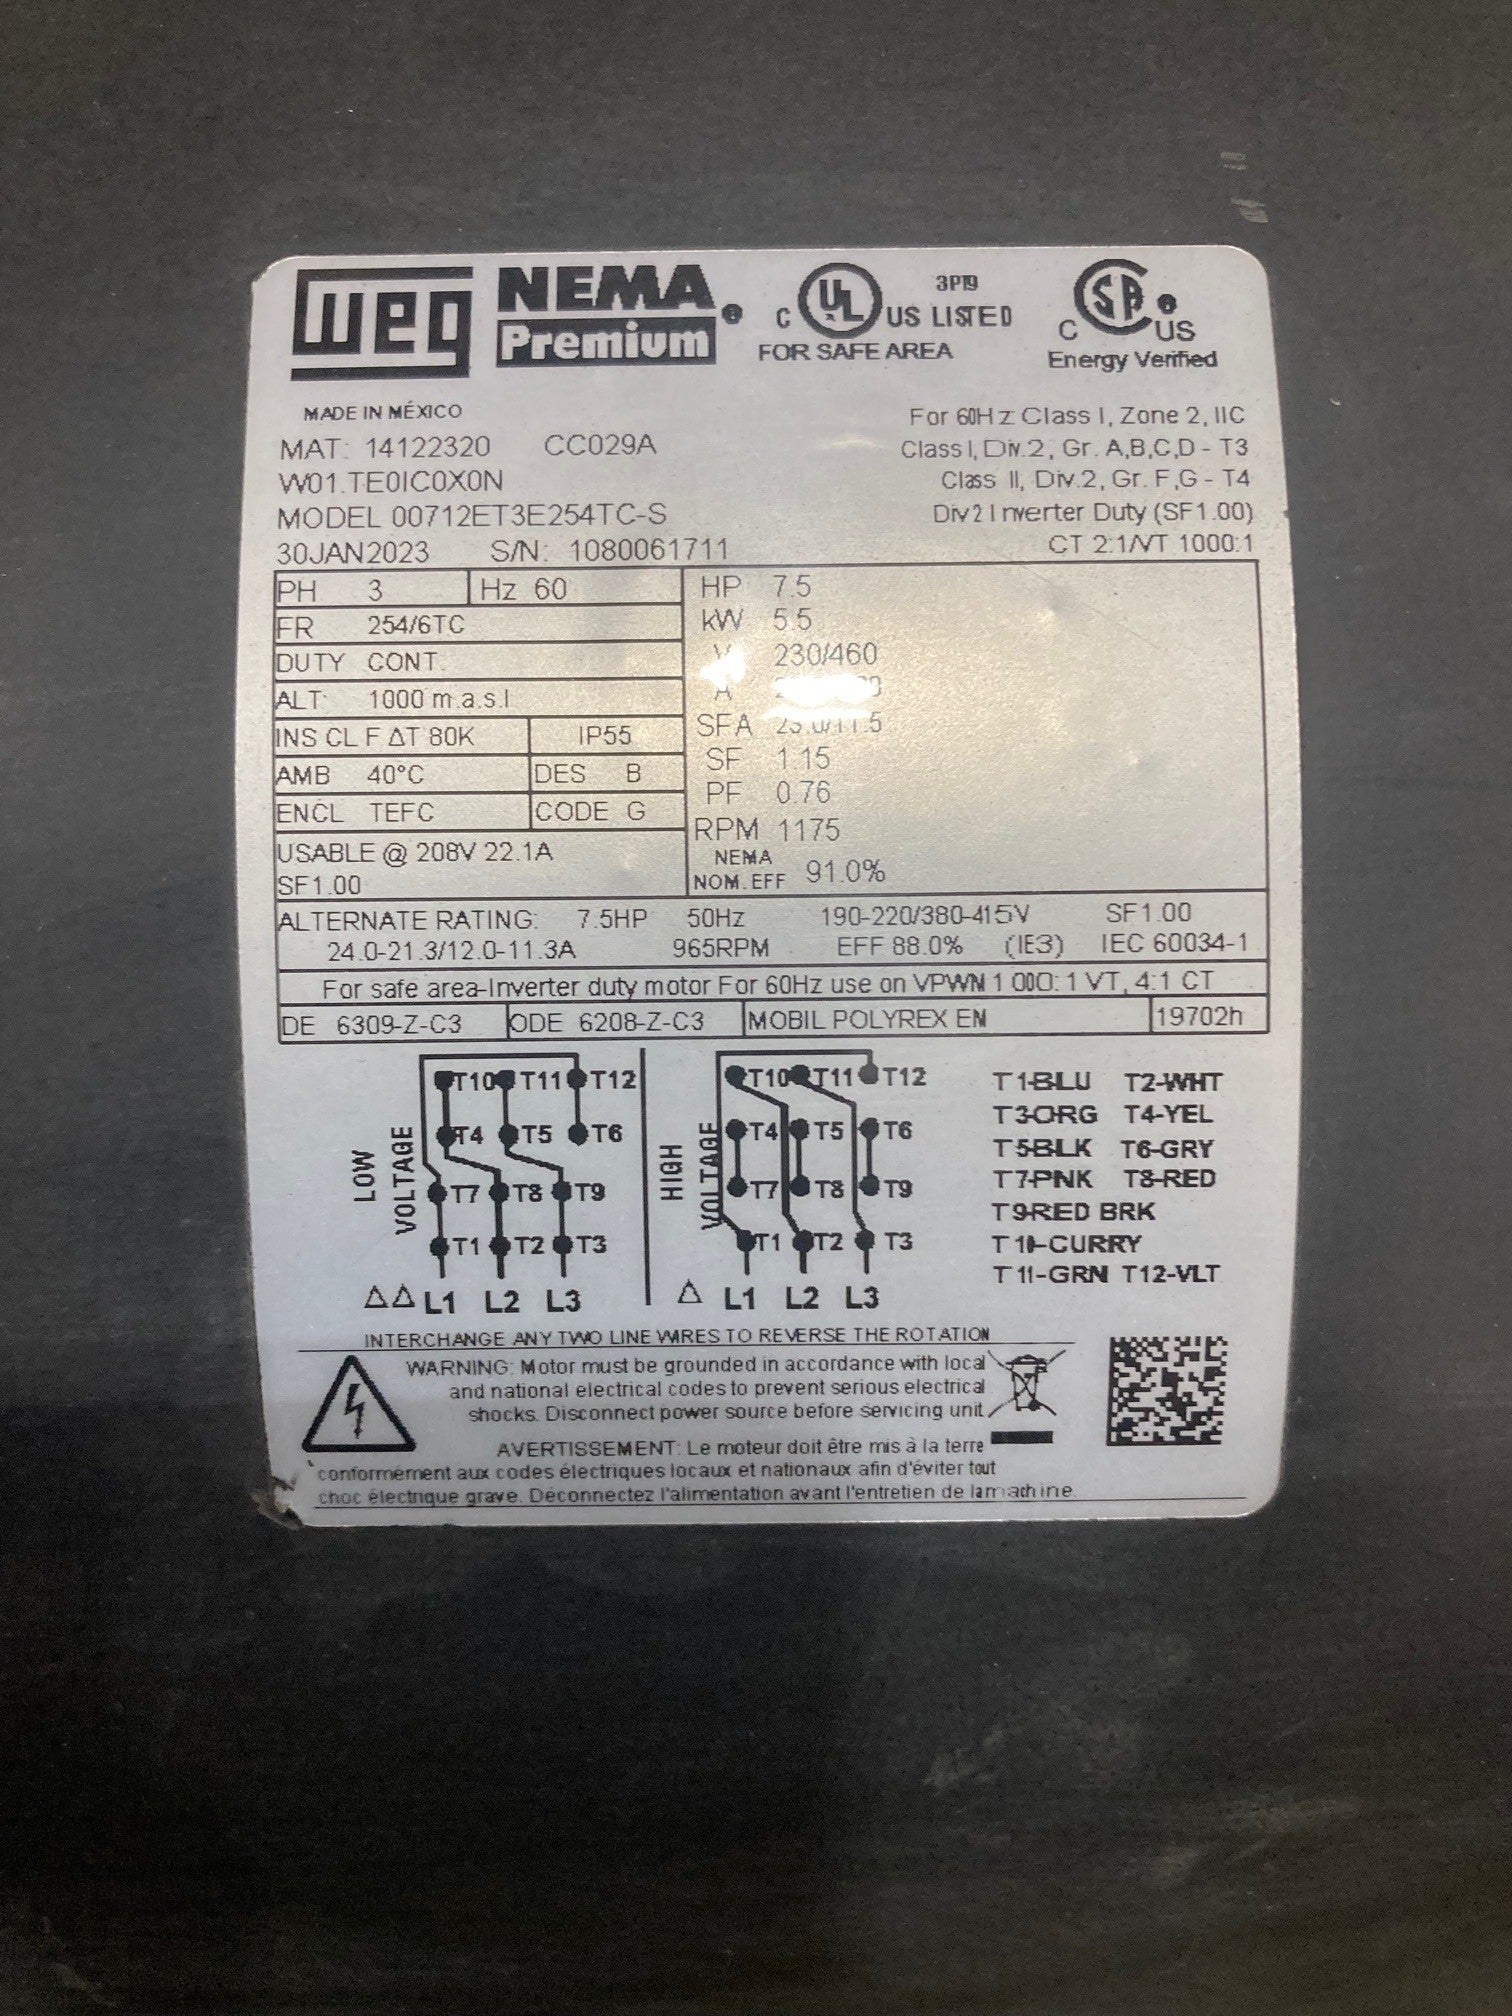 WEG NEMA Premium ® C UL US LISTED 3P19 FOR SAFE AREA C SA ® US Energy Verified
MADE IN MÉXICO
For 60Hz Class I, Zone 2, IIC
MAT: 14122320 CC029A
Class I, Div.2, Gr. A,B,C,D - T3
W01.TE0IC0X0N
Class II, Div.2, Gr. F,G - T4
MODEL 00712ET3E254TC-S
Div2 Inverter Duty (SF1.00)
30JAN2023 S/N: 1080061711
CT 2:1/VT 1000:1
PH 3 Hz 60
FR 254/6TC
DUTY CONT.
ALT: 1000 m.a.s.l
INS CL F ΔT 80K IP55
AMB 40°C DES B
ENCL TEFC CODE G
USABLE @ 208V 22.1A
SF1.00
HP 7.5
kW 5.5
V 230/460
A
SFA 23.0/11.5
SF 1.15
PF 0.76
RPM 1175
NEMA
NOM. EFF 91.0%
ALTERNATE RATING: 7.5HP 50Hz 190-220/380-415V SF1.00
24.0-21.3/12.0-11.3A 965RPM EFF 88.0% (IE3) IEC 60034-1
For safe area-Inverter duty motor For 60Hz use on VPWN 1 000: 1 VT, 4:1 CT
DE 6309-Z-C3 ODE 6208-Z-C3 MOBIL POLYREX EN 19702h
LOW VOLTAGE
T10 T11 T12
T4 T5 T6
T7 T8 T9
T1 T2 T3
ΔΔ L1 L2 L3
HIGH VOLTAGE
T10 T11 T12
T4 T5 T6
T7 T8 T9
T1 T2 T3
Δ L1 L2 L3
T1-BLU T2-WHT
T3-ORG T4-YEL
T5-BLK T6-GRY
T7-PNK T8-RED
T9-RED BRK
T10-CURRY
T11-GRN T12-VLT
INTERCHANGE ANY TWO LINE WIRES TO REVERSE THE ROTATION
WARNING: Motor must be grounded in accordance with local
and national electrical codes to prevent serious electrical
shocks. Disconnect power source before servicing unit
AVERTISSEMENT: Le moteur doit être mis à la terre
conformément aux codes électriques locaux et nationaux afin d'éviter tout
choc électrique grave. Déconnectez l'alimentation avant l'entretien de la machine.